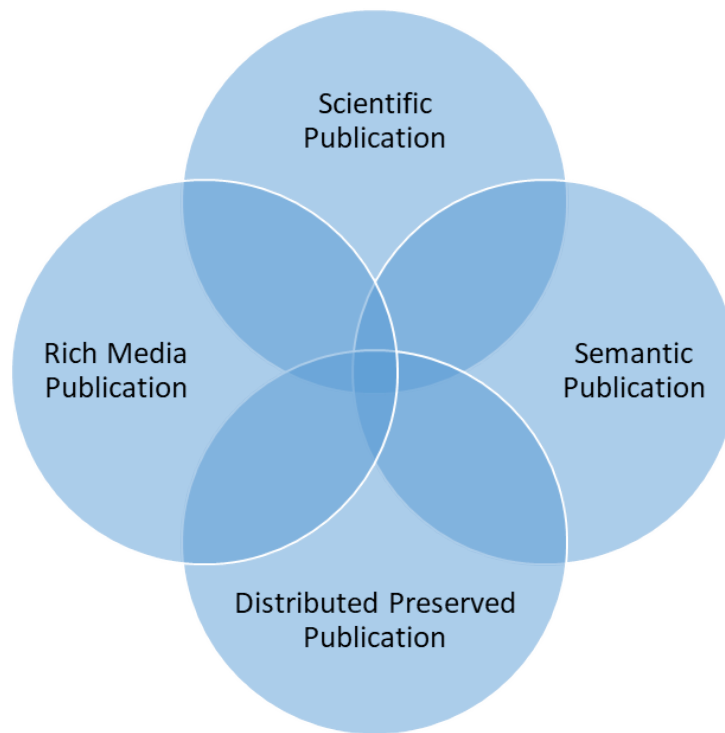 Scientific
Publication
Rich Media
Publication
Semantic
Publication
Distributed Preserved
Publication